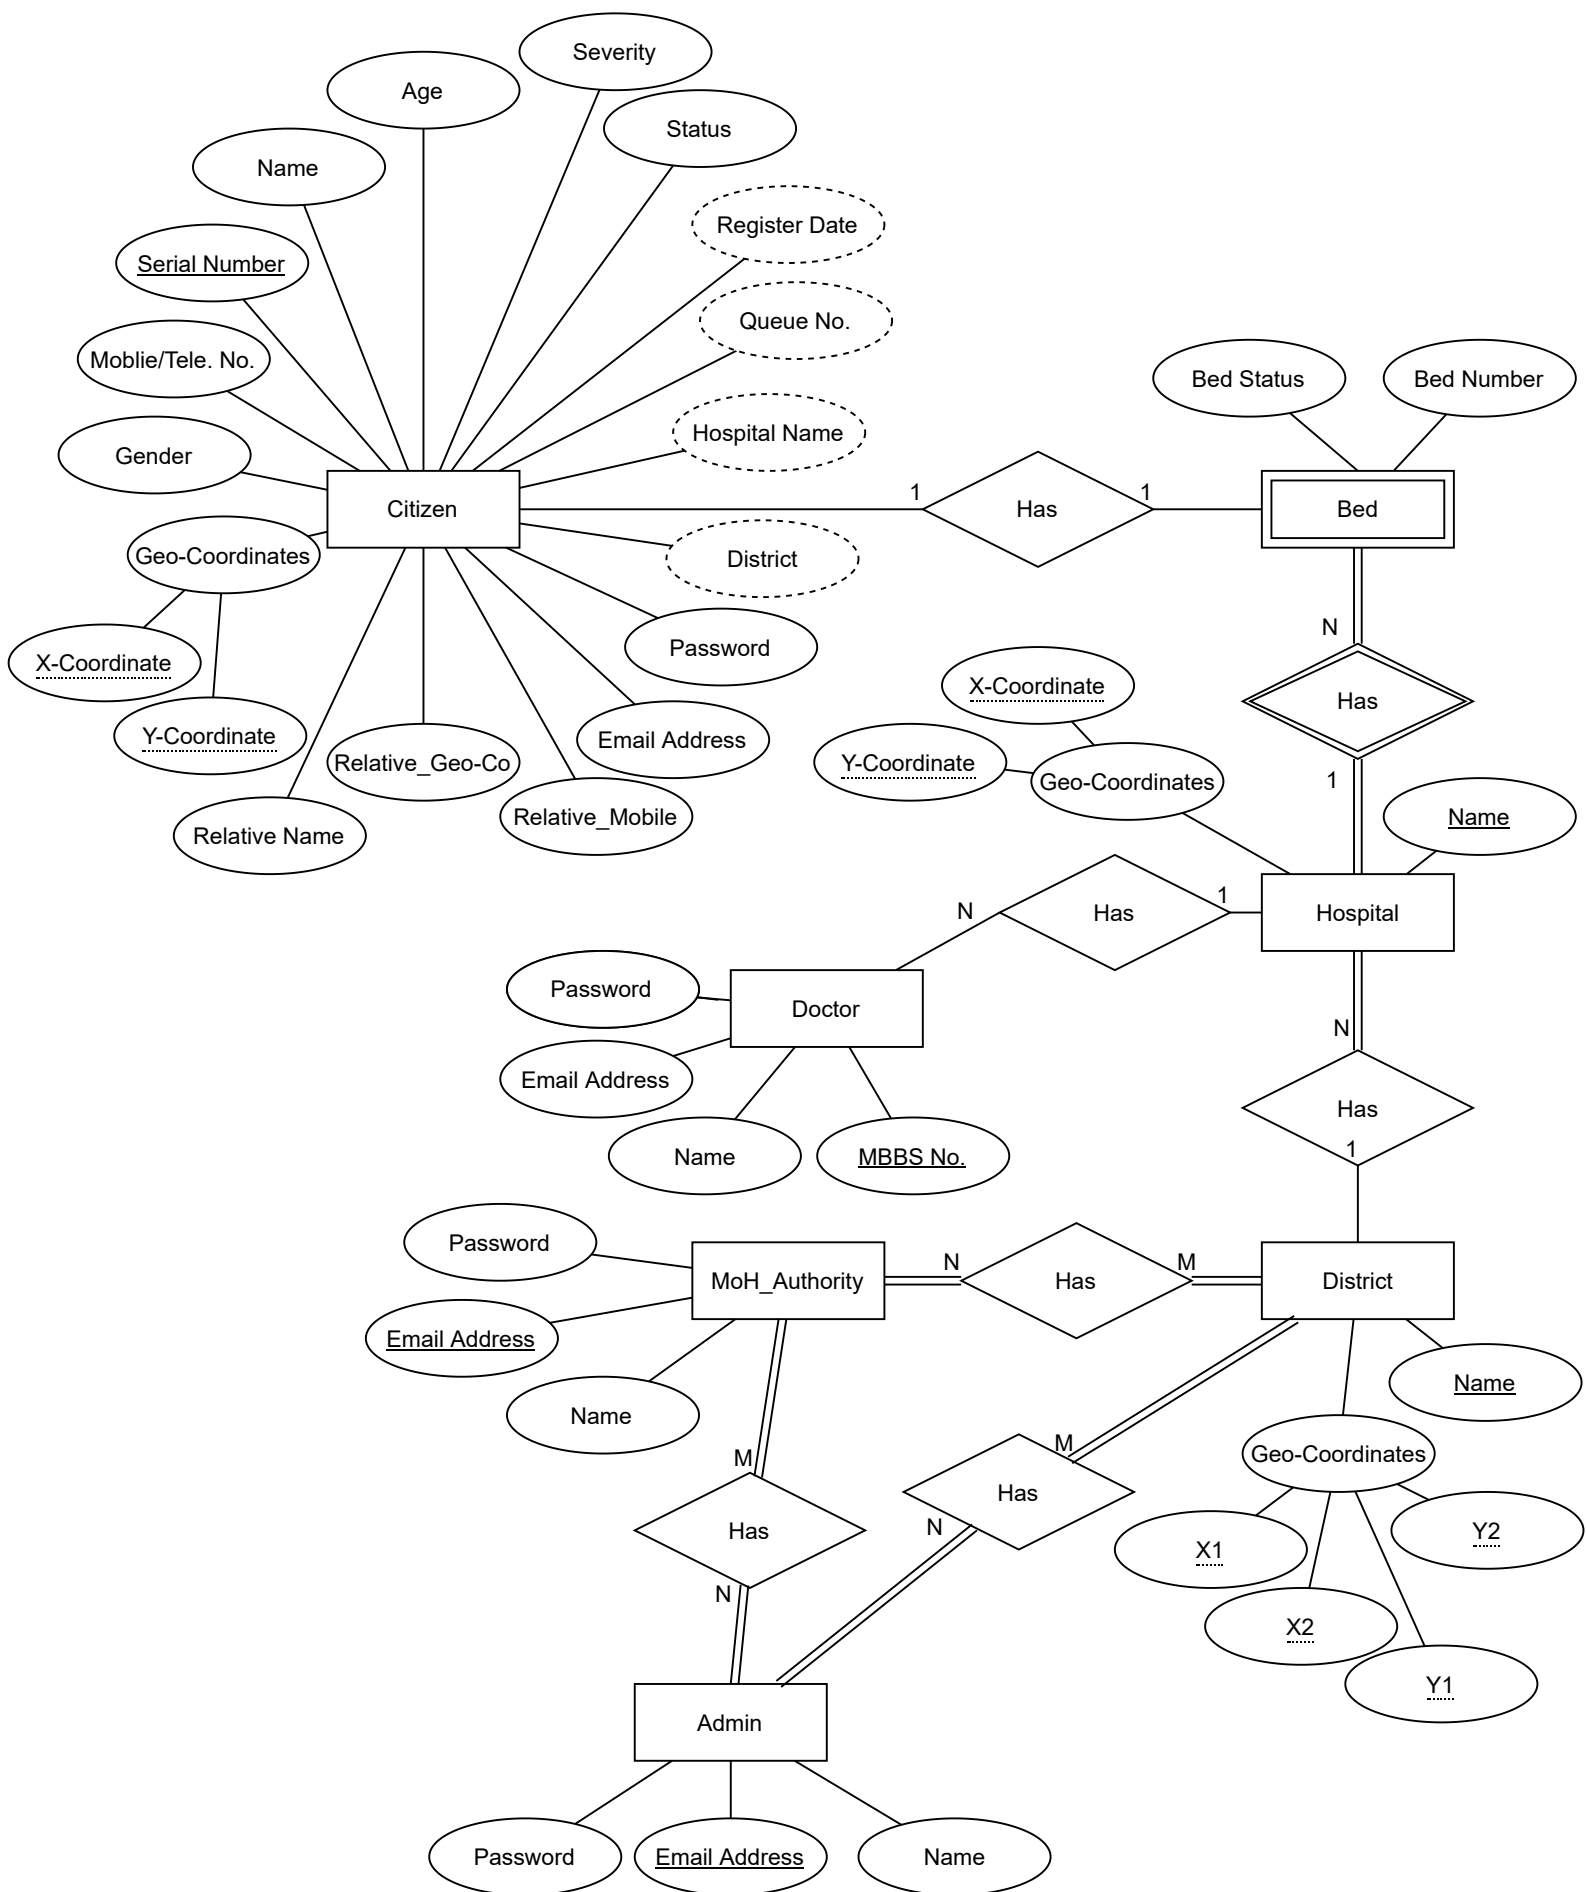 Severity
Age
Status
Name
Register Date
Serial Number
Queue No.
Moblie/Tele. No.
Bed Status
Bed Number
Hospital Name
Gender
Citizen
1
Has
1
Bed
Geo-Coordinates
District
N
Password
X-Coordinate
X-Coordinate
Has
Y-Coordinate
Email Address
Relative_Geo-Co
Y-Coordinate
Geo-Coordinates
1
Relative_Mobile
Name
Relative Name
1
N
Has
Hospital
Password
Doctor
N
Email Address
Has
1
Name
MBBS No.
Password
N
M
MoH_Authority
Has
District
Email Address
Name
Name
M
M
Geo-Coordinates
Has
N
Has
Y2
X1
N
X2
Y1
Admin
Password
Email Address
Name